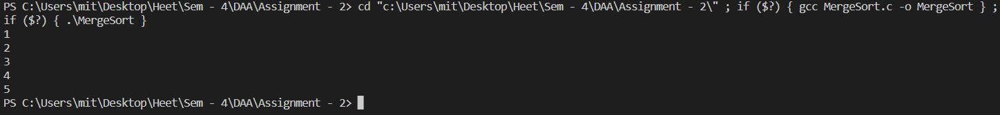 PS C:\Users\mit\Desktop\Heet\Sem - 4\DAA\Assignment - 2> cd "c:\Users\mit\Desktop\Heet\Sem - 4\DAA\Assignment - 2\" ; if ($?) { gcc MergeSort.c -o MergeSort } ;
if ($?) { .\MergeSort }
1
2
3
4
5
PS C:\Users\mit\Desktop\Heet\Sem - 4\DAA\Assignment - 2>